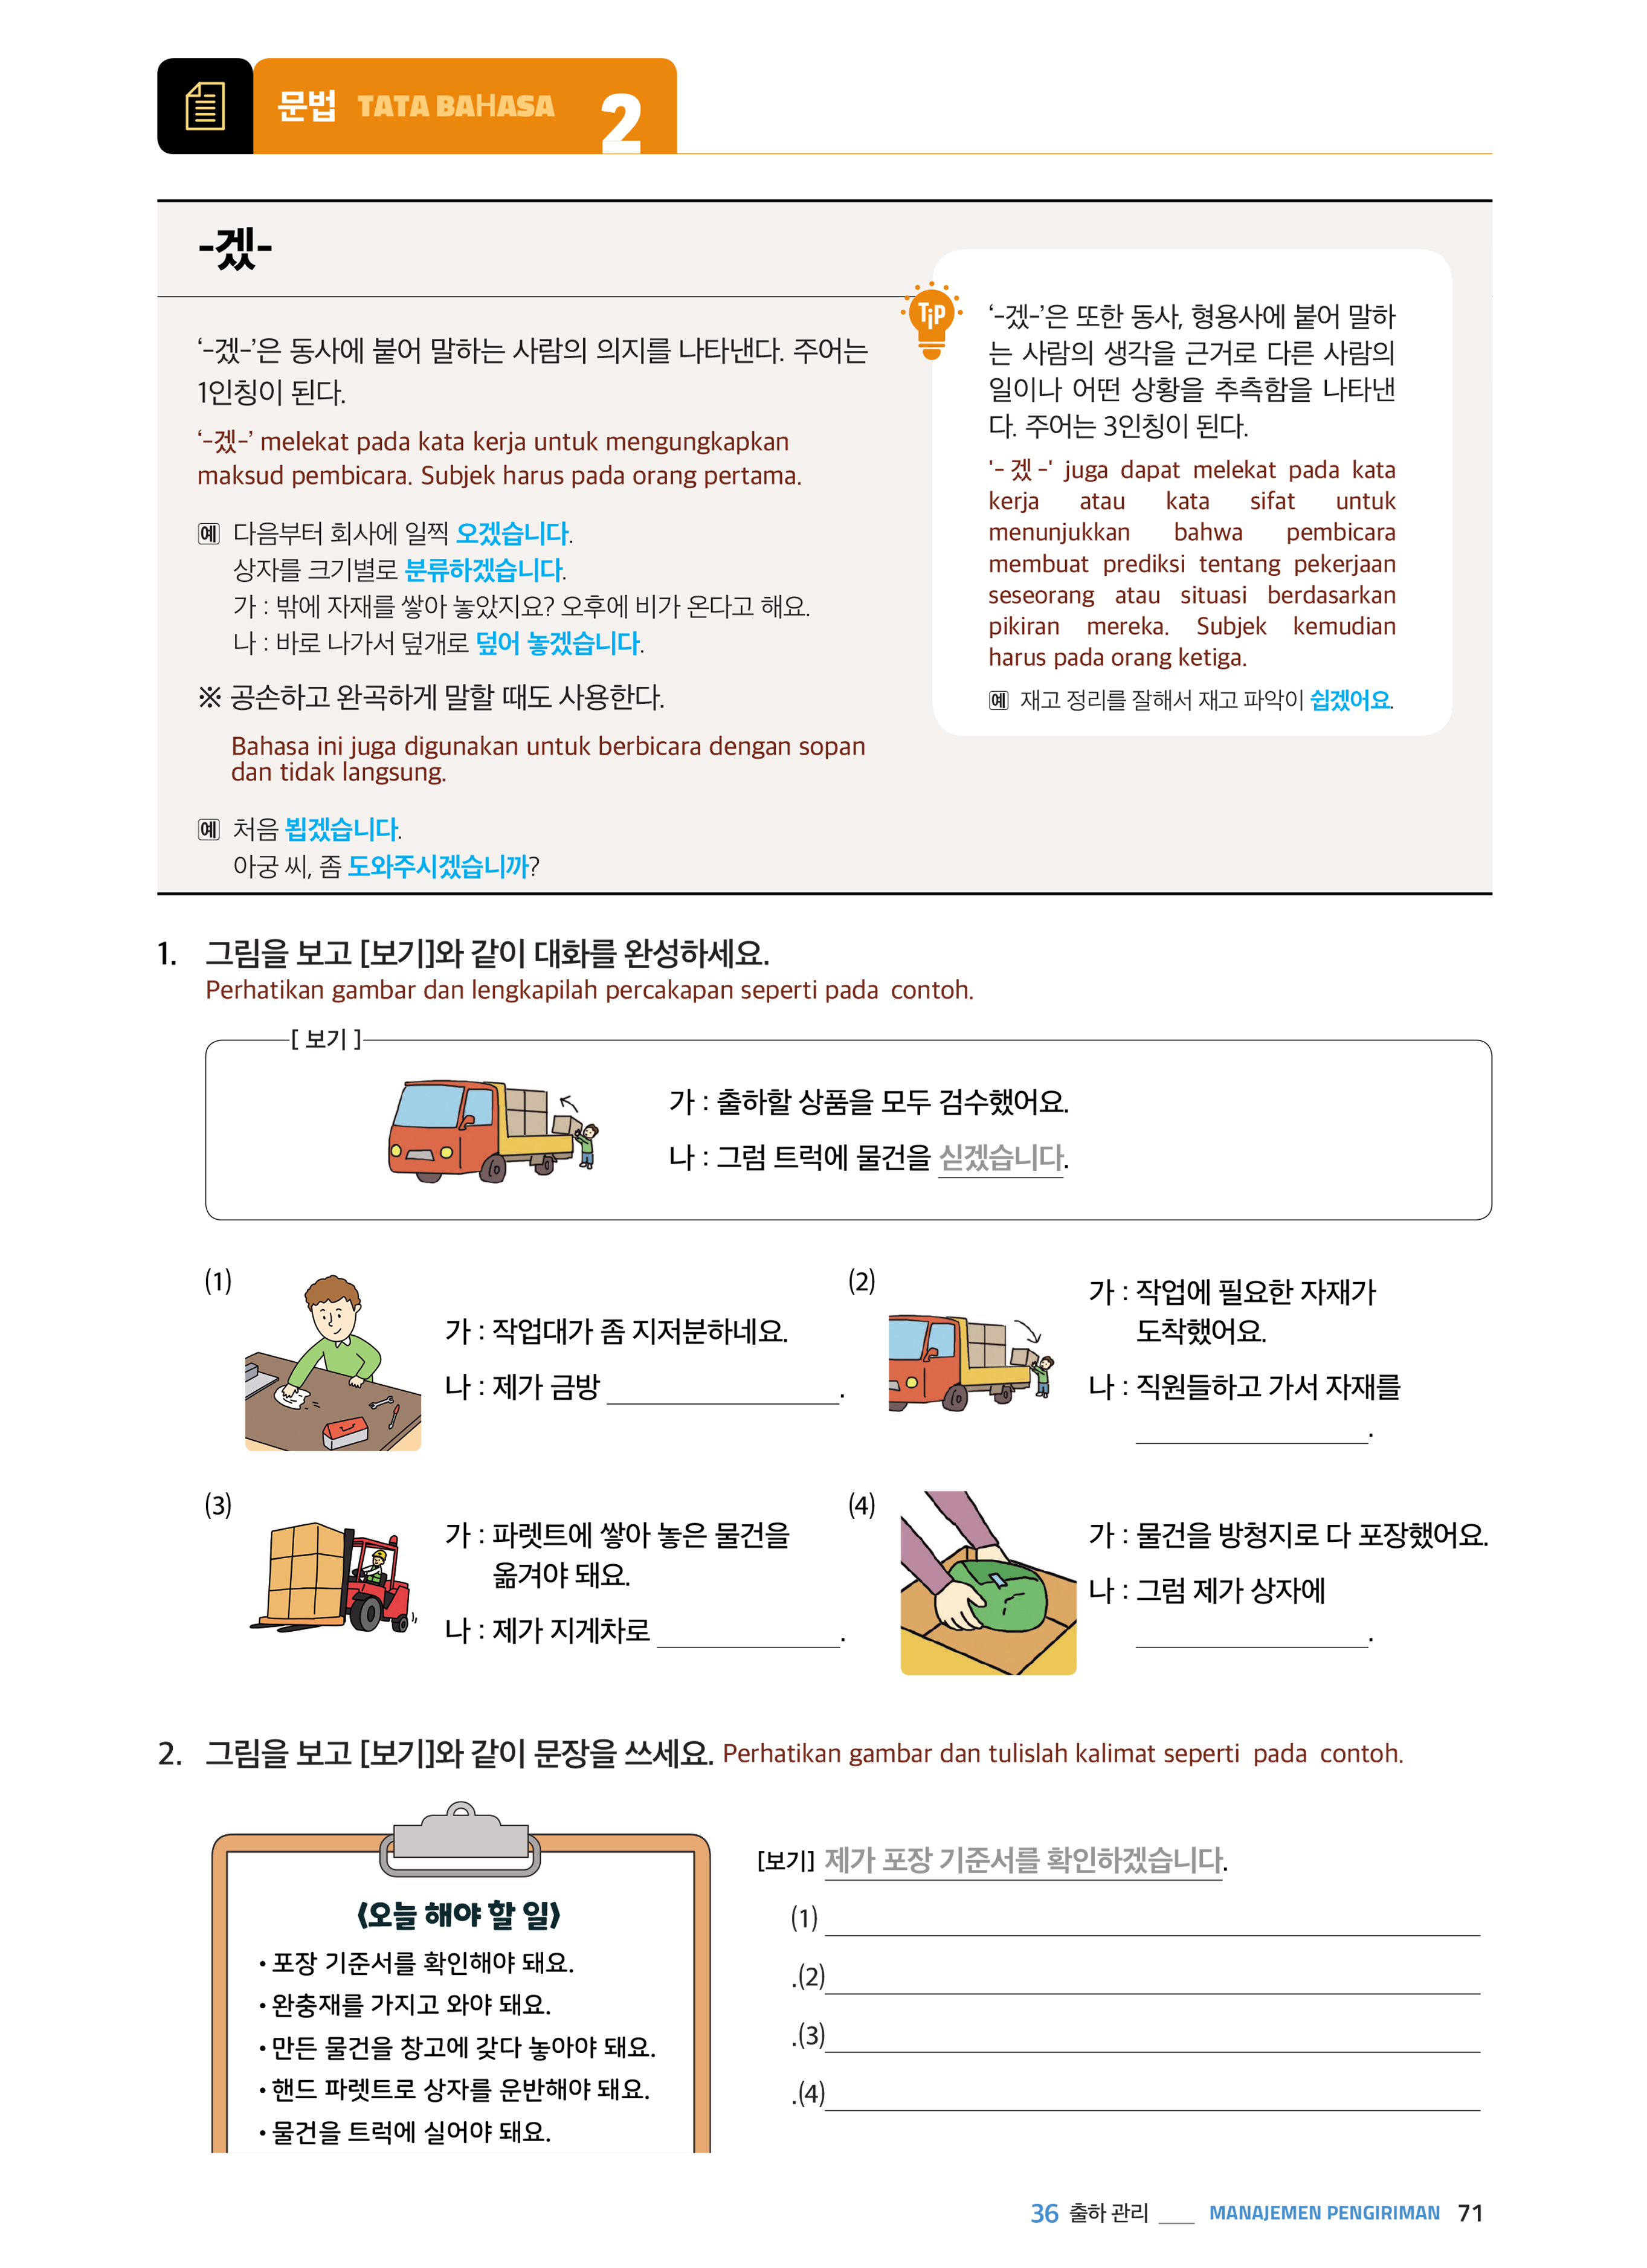 문법 TATA BAHASA 2
-겠-
‘-겠-’은 동사에 붙어 말하는 사람의 의지를 나타낸다. 주어는
1인칭이 된다.
‘-겠-’ melekat pada kata kerja untuk mengungkapkan
maksud pembicara. Subjek harus pada orang pertama.
예 다음부터 회사에 일찍 오겠습니다.
상자를 크기별로 분류하겠습니다.
가 : 밖에 자재를 쌓아 놓았지요? 오후에 비가 온다고 해요.
나 : 바로 나가서 덮개로 덮어 놓겠습니다.
※ 공손하고 완곡하게 말할 때도 사용한다.
Bahasa ini juga digunakan untuk berbicara dengan sopan
dan tidak langsung.
예 처음 뵙겠습니다.
아궁 씨, 좀 도와주시겠습니까?
TiP
‘-겠-’은 또한 동사, 형용사에 붙어 말하
는 사람의 생각을 근거로 다른 사람의
일이나 어떤 상황을 추측함을 나타낸
다. 주어는 3인칭이 된다.
'- 겠 -' juga dapat melekat pada kata
kerja atau kata sifat untuk
menunjukkan bahwa pembicara
membuat prediksi tentang pekerjaan
seseorang atau situasi berdasarkan
pikiran mereka. Subjek kemudian
harus pada orang ketiga.
예 재고 정리를 잘해서 재고 파악이 쉽겠어요.
1. 그림을 보고 [보기]와 같이 대화를 완성하세요.
Perhatikan gambar dan lengkapilah percakapan seperti pada contoh.
[ 보기 ]
가 : 출하할 상품을 모두 검수했어요.
나 : 그럼 트럭에 물건을 싣겠습니다.
(1)
가 : 작업대가 좀 지저분하네요.
나 : 제가 금방 ____________.
(2)
가 : 작업에 필요한 자재가
도착했어요.
나 : 직원들하고 가서 자재를
____________.
(3)
가 : 파렛트에 쌓아 놓은 물건을
옮겨야 돼요.
나 : 제가 지게차로 ____________.
(4)
가 : 물건을 방청지로 다 포장했어요.
나 : 그럼 제가 상자에
____________.
2. 그림을 보고 [보기]와 같이 문장을 쓰세요. Perhatikan gambar dan tulislah kalimat seperti pada contoh.
〈오늘 해야 할 일〉
• 포장 기준서를 확인해야 돼요.
• 완충재를 가지고 와야 돼요.
• 만든 물건을 창고에 갖다 놓아야 돼요.
• 핸드 파렛트로 상자를 운반해야 돼요.
• 물건을 트럭에 실어야 돼요.
[보기] 제가 포장 기준서를 확인하겠습니다.
(1) ____________
.(2) ____________
.(3) ____________
.(4) ____________
36 출하 관리 ___ MANAJEMEN PENGIRIMAN 71